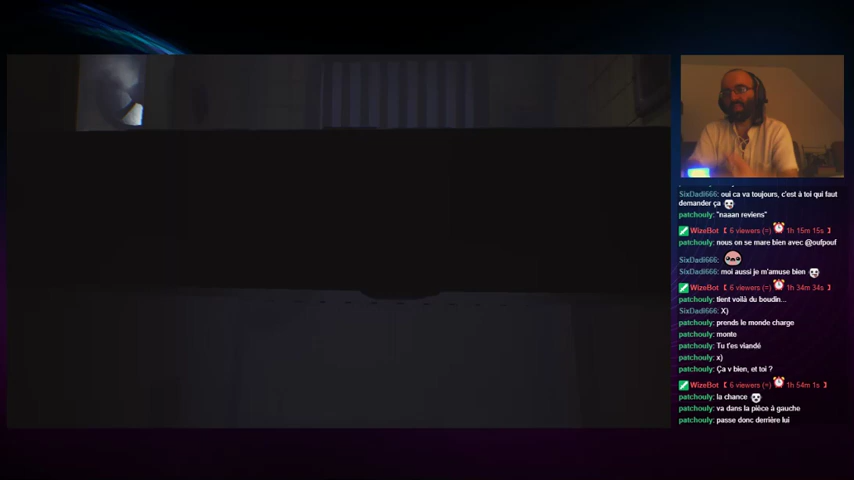 SixDadi666: oui ca va toujours, c'est à toi qui faut
demander ça
patchouly: "naaan reviens"
WizeBot 【 6 viewers (=) 1h 15m 15s 】
patchouly: nous on se mare bien avec @oufpouf
SixDadi666:
SixDadi666: moi aussi je m'amuse bien
WizeBot 【 6 viewers (=) 1h 34m 34s 】
patchouly: tient voilà du boudin...
SixDadi666: X)
patchouly: prends le monde charge
patchouly: monte
patchouly: Tu t'es viandé
patchouly: x)
patchouly: Ça v bien, et toi ?
WizeBot 【 6 viewers (=) 1h 54m 1s 】
patchouly: la chance
patchouly: va dans la pièce à gauche
patchouly: passe donc derrière lui